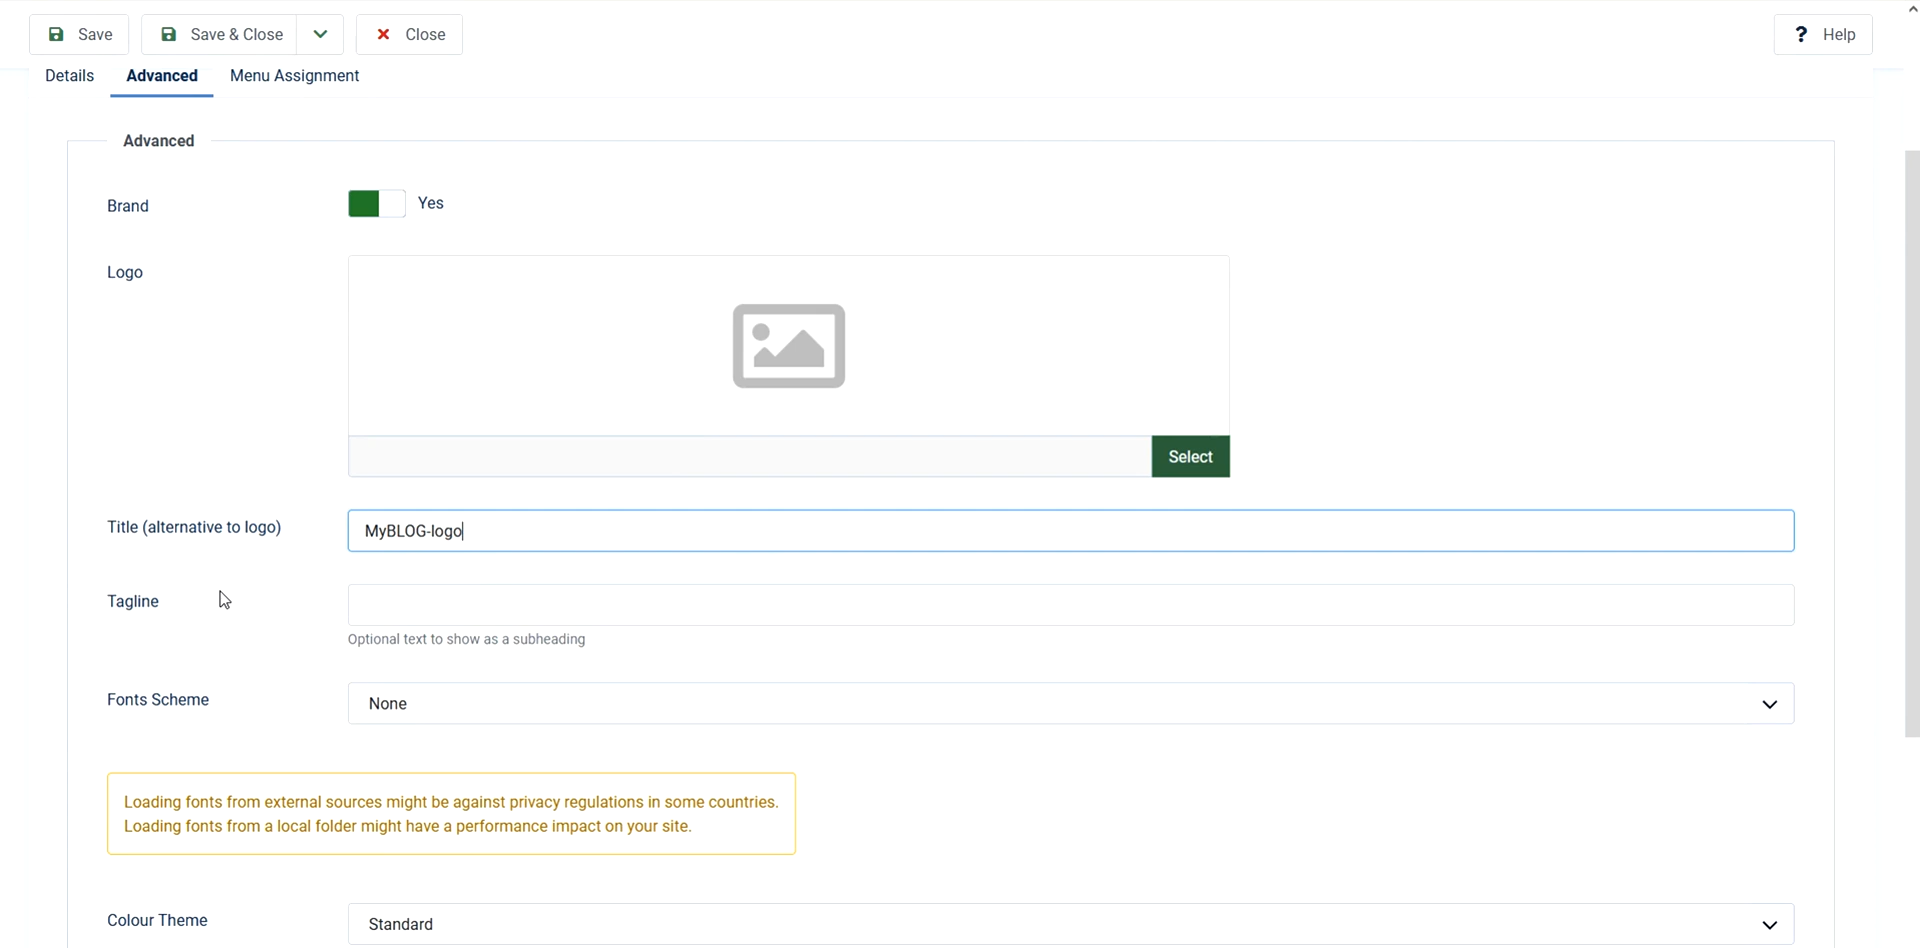 Save
Save & Close
Close
? Help
Details
Advanced
Menu Assignment
Advanced
Brand
Yes
Logo
Select
Title (alternative to logo)
MyBLOG-logo
Tagline
Optional text to show as a subheading
Fonts Scheme
None
Loading fonts from external sources might be against privacy regulations in some countries.
Loading fonts from a local folder might have a performance impact on your site.
Colour Theme
Standard